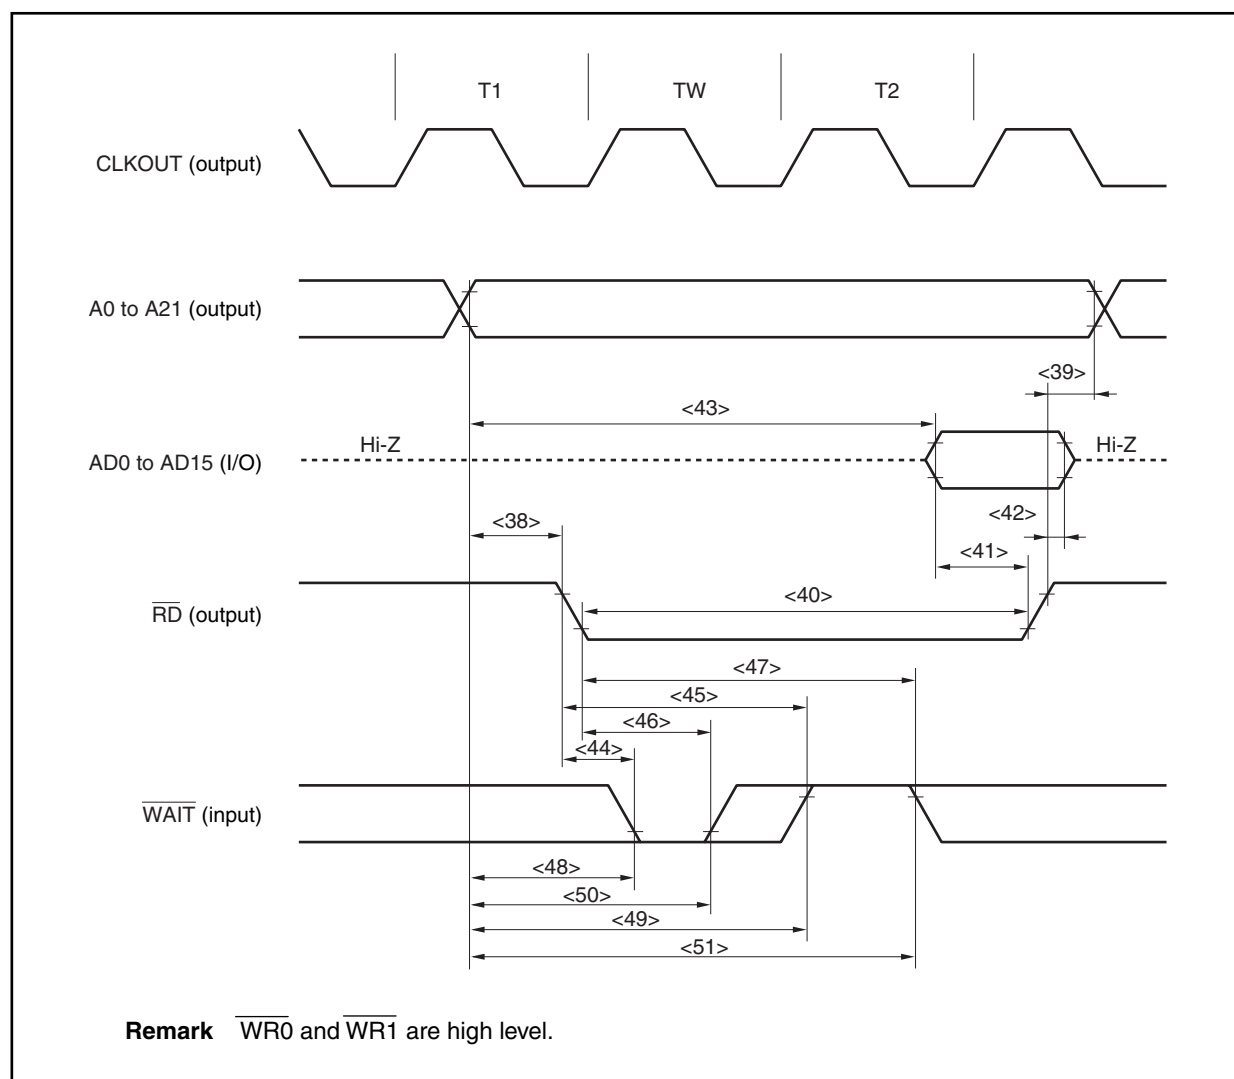 T1 TW T2
CLKOUT (output)
A0 to A21 (output)
<39>
<43>
Hi-Z Hi-Z
AD0 to AD15 (I/O)
<42>
<38>
<41>
<40>
RD (output)
<47>
<45>
<46>
<44>
WAIT (input)
<48>
<50>
<49>
<51>
Remark WR0 and WR1 are high level.